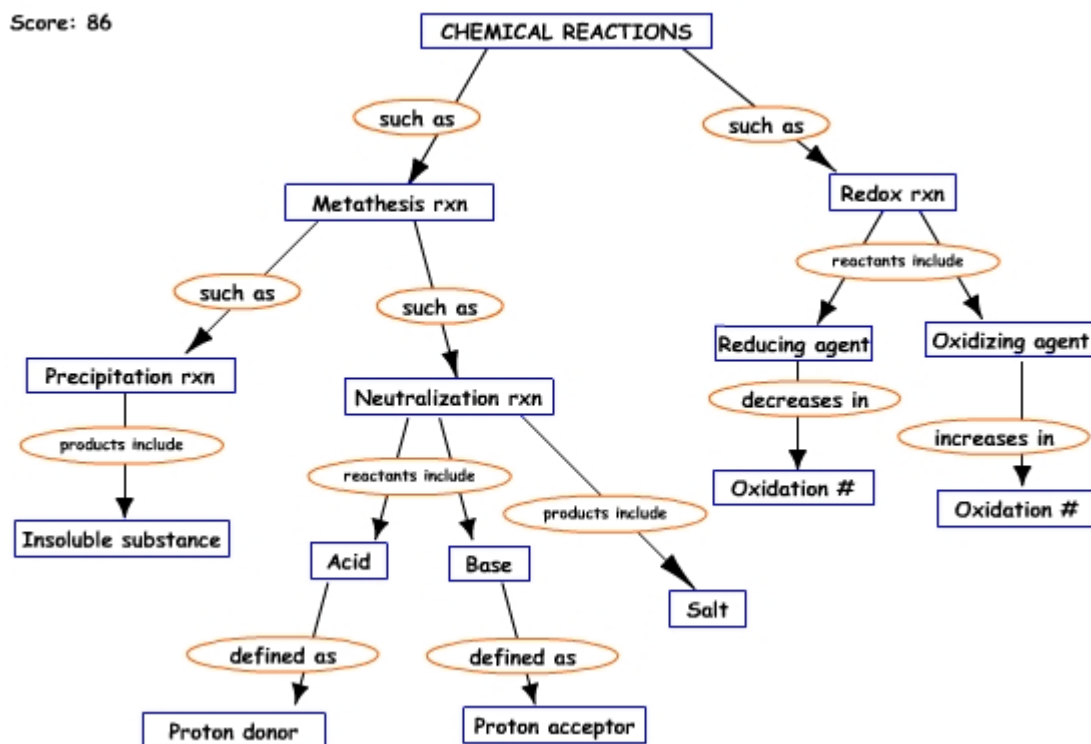 Score: 86
CHEMICAL REACTIONS
such as
such as
Metathesis rxn
Redox rxn
such as
such as
reactants include
Precipitation rxn
Neutralization rxn
Reducing agent
Oxidizing agent
products include
reactants include
products include
decreases in
increases in
Insoluble substance
Acid
Base
Salt
Oxidation #
Oxidation #
defined as
defined as
Proton donor
Proton acceptor